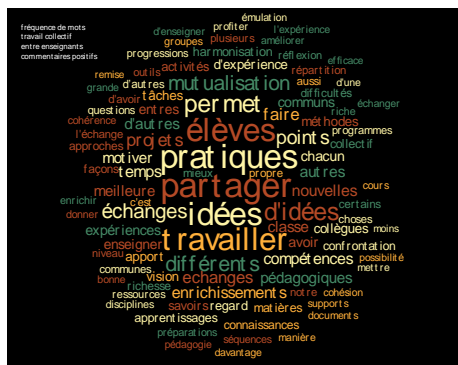 fréquence de mots
travail collectif
entre enseignants
commentaires positifs
émulation
d'enseigner profiter l'expérience
groupes plusieurs améliorer
progressions harmonisation réflexion
remise outils activités d'expérience répartition efficace
grande d'autres mutualisation aussi d'une
d'avoir tâches permet communs difficultés échanger
questions entres faire riche
cohérence d'autres élèves méthodes
l'échange projets points programmes
approches pratiques collectif
motiver chacun
façons temps mieux propre autres
meilleure partager nouvelles cours
enrichir c'est certains
donner échanges idées d'idées choses
expériences classe collègues moins
enseigner travailler avoir confrontation
niveau apport différents compétences possibilité
communes mettre
bonne vision echanges pédagogiques
richesse
ressources enrichissements notre cohésion
disciplines savoirs regard matières supports
apprentissages documents
connaissances
préparations séquences manière
pédagogie
davantage